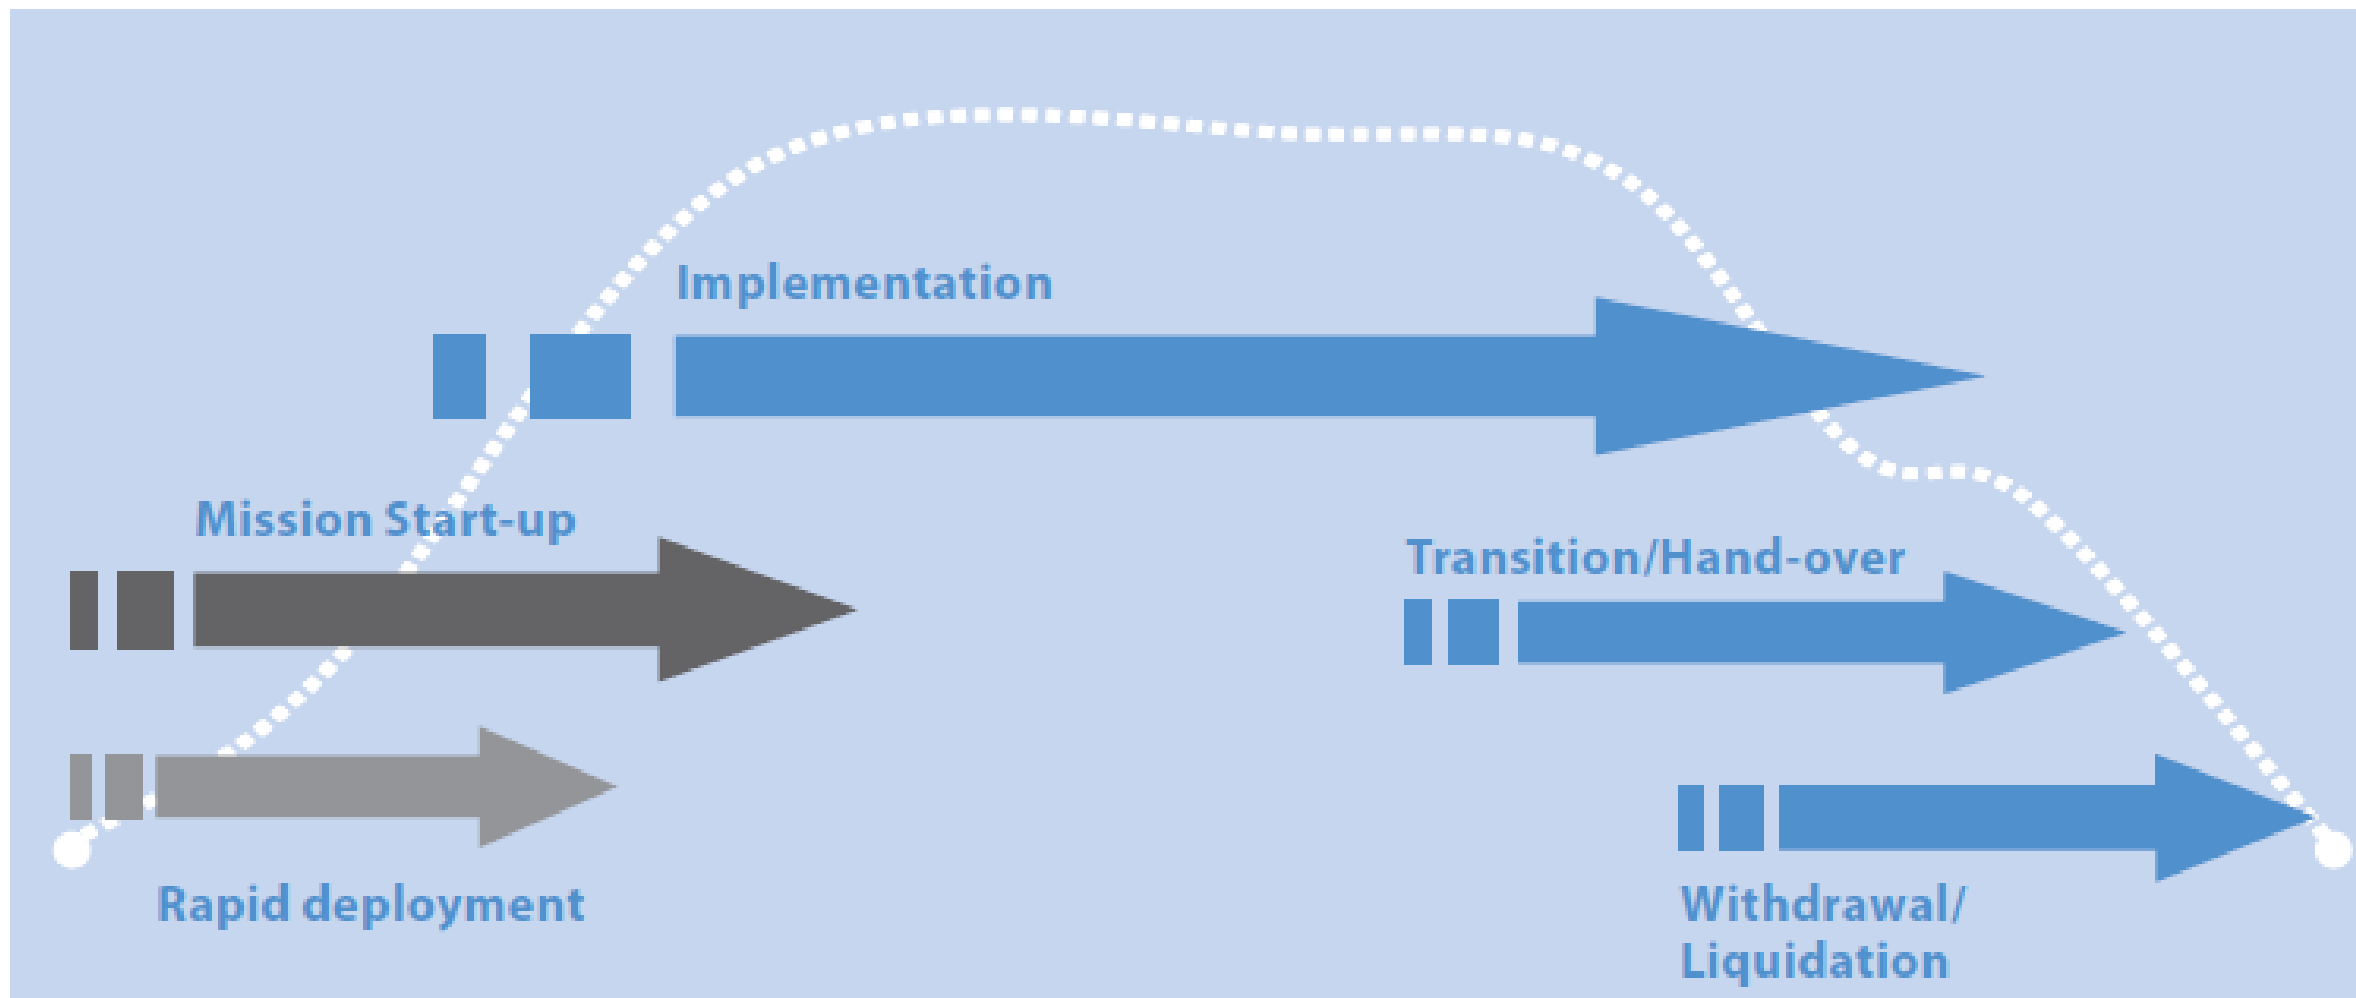 Implementation
Mission Start-up
Transition/Hand-over
Rapid deployment
Withdrawal/
Liquidation